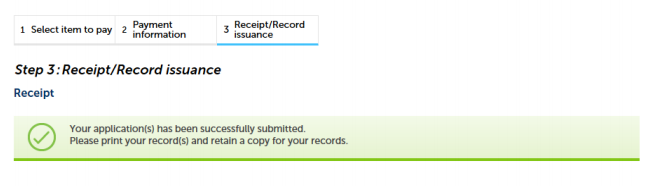 1 Select item to pay 2 Payment information 3 Receipt/Record issuance
Step 3: Receipt/Record issuance
Receipt
Your application(s) has been successfully submitted.
Please print your record(s) and retain a copy for your records.